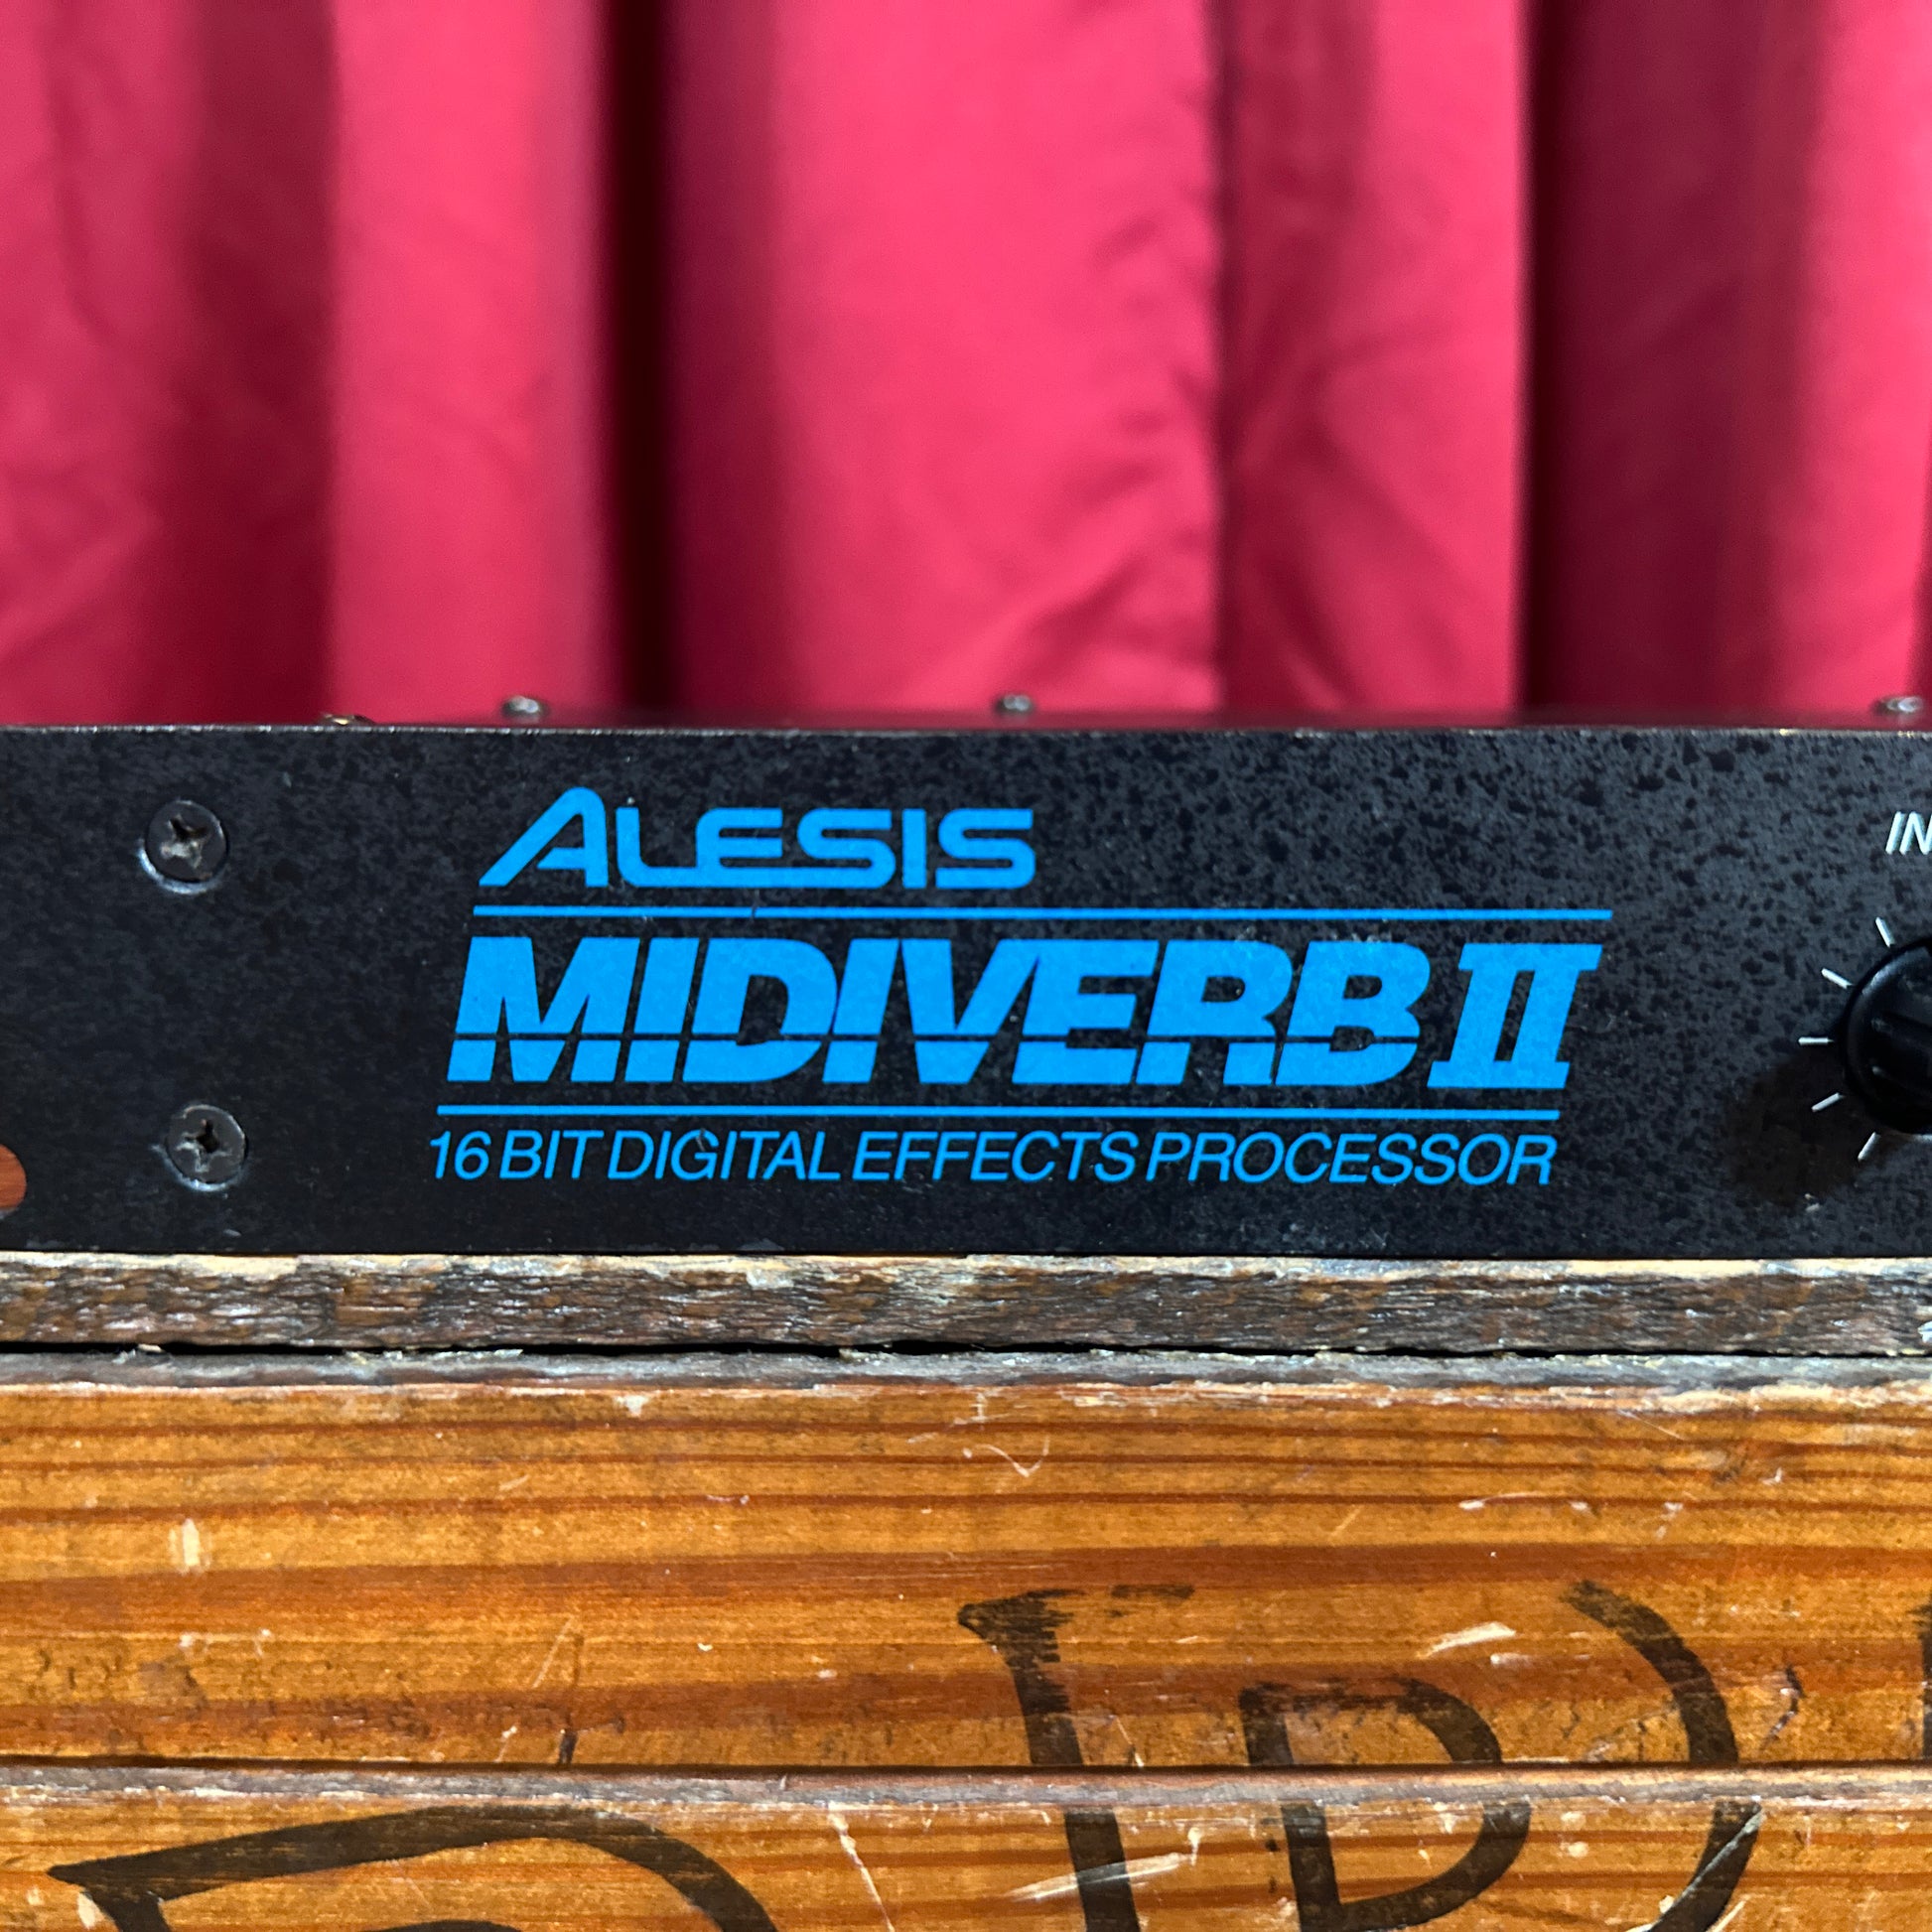 ALESIS
MIDIVERB II
16 BIT DIGITAL EFFECTS PROCESSOR